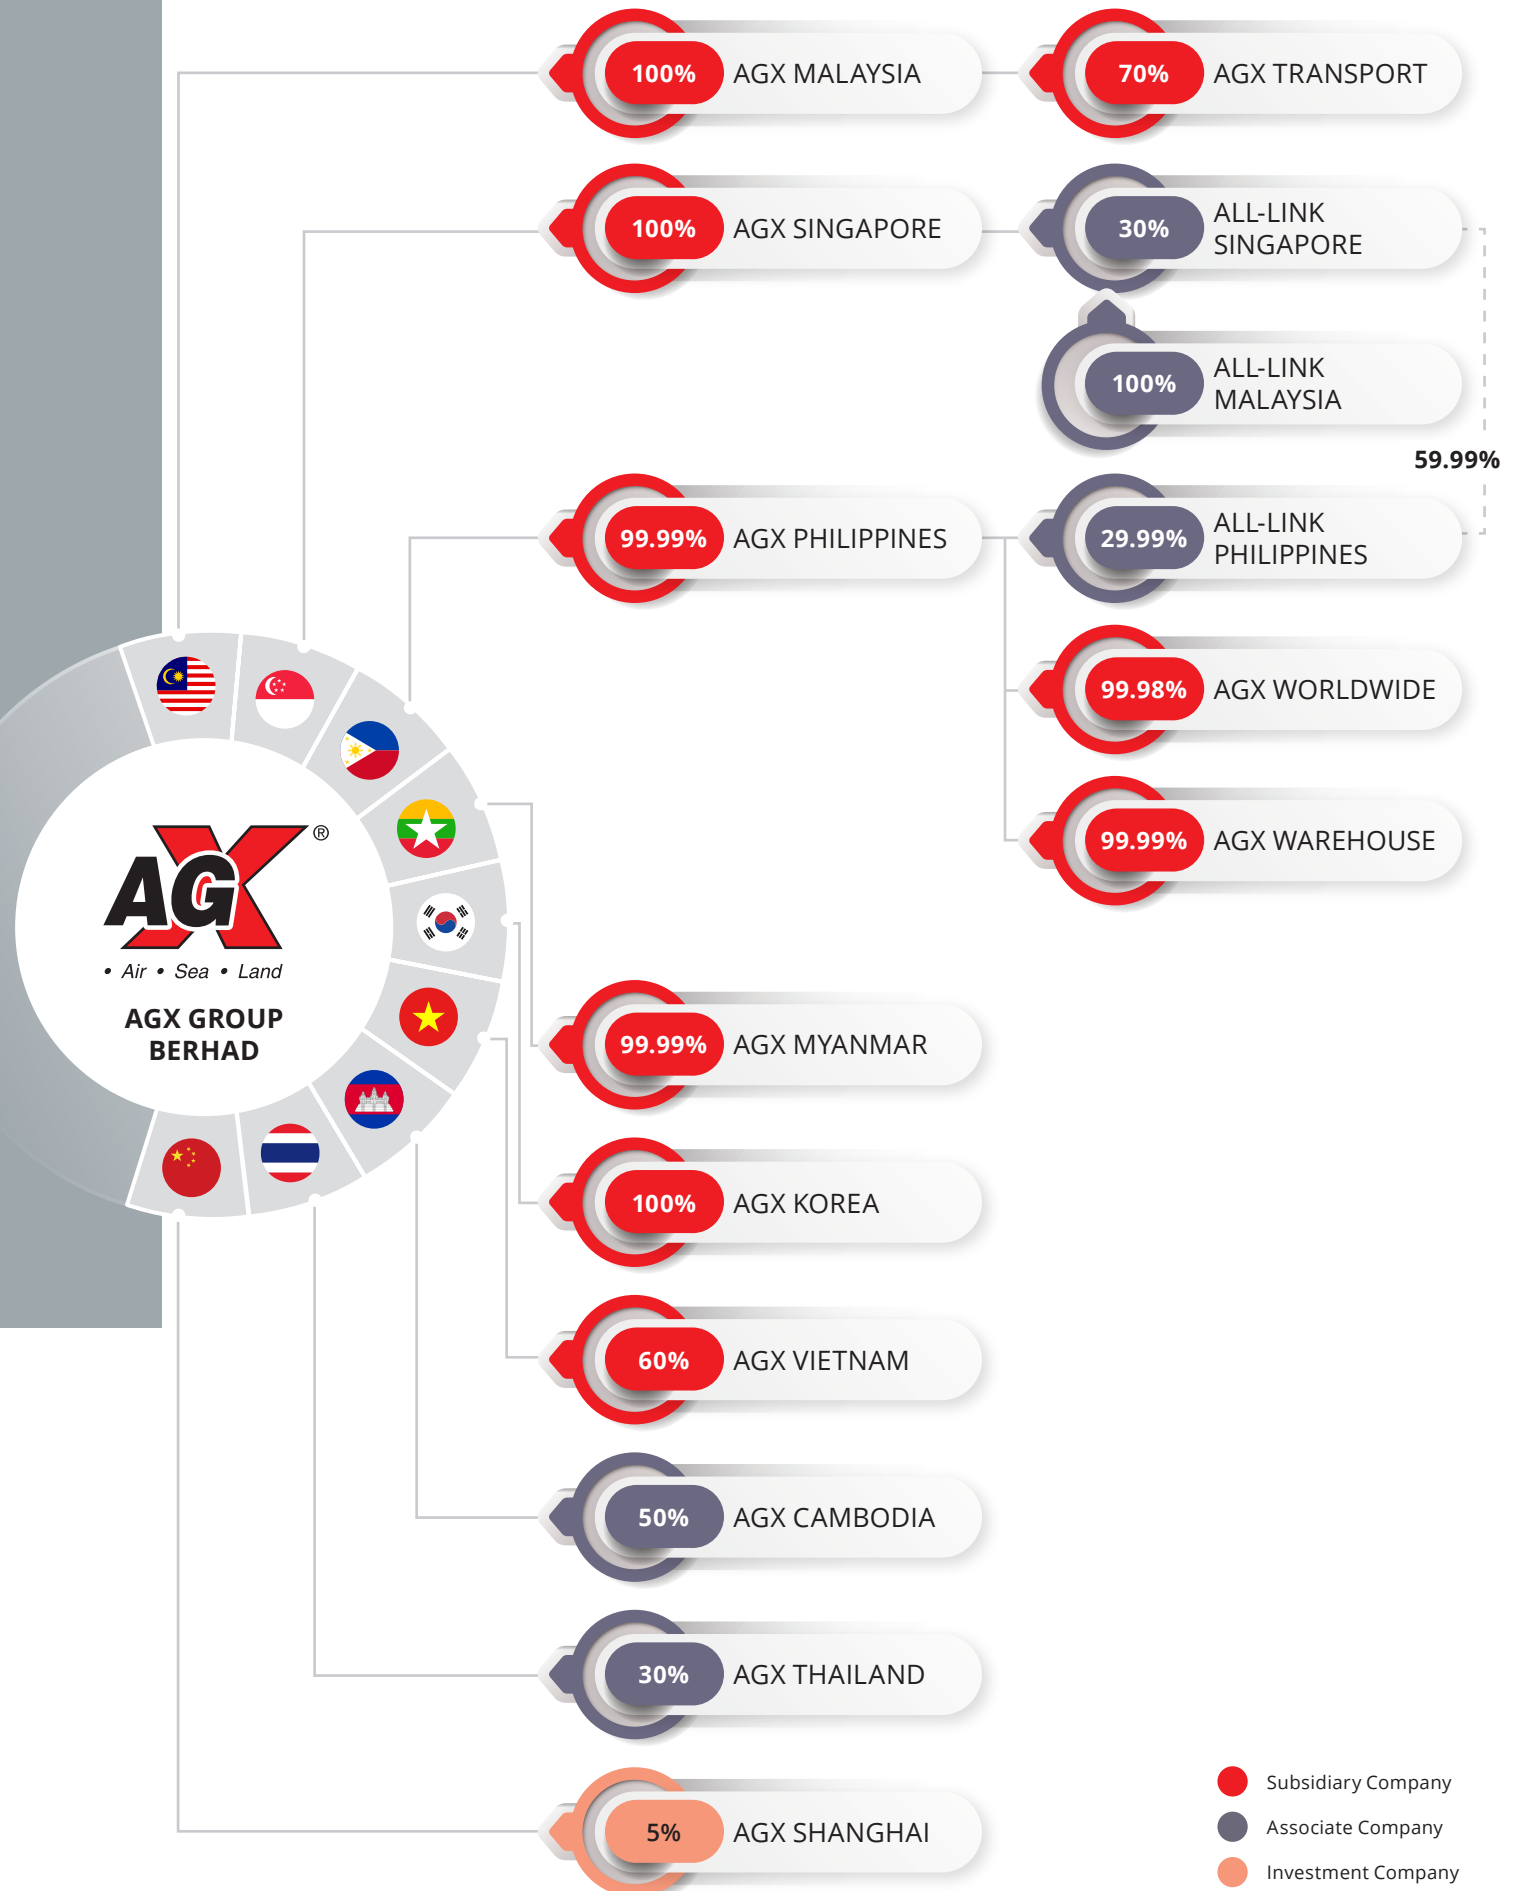 100% AGX MALAYSIA
70% AGX TRANSPORT
100% AGX SINGAPORE
30% ALL-LINK
SINGAPORE
100% ALL-LINK
MALAYSIA
59.99%
99.99% AGX PHILIPPINES
29.99% ALL-LINK
PHILIPPINES
99.98% AGX WORLDWIDE
99.99% AGX WAREHOUSE
AGX ®
• Air • Sea • Land
AGX GROUP
BERHAD
99.99% AGX MYANMAR
100% AGX KOREA
60% AGX VIETNAM
50% AGX CAMBODIA
30% AGX THAILAND
5% AGX SHANGHAI
Subsidiary Company
Associate Company
Investment Company